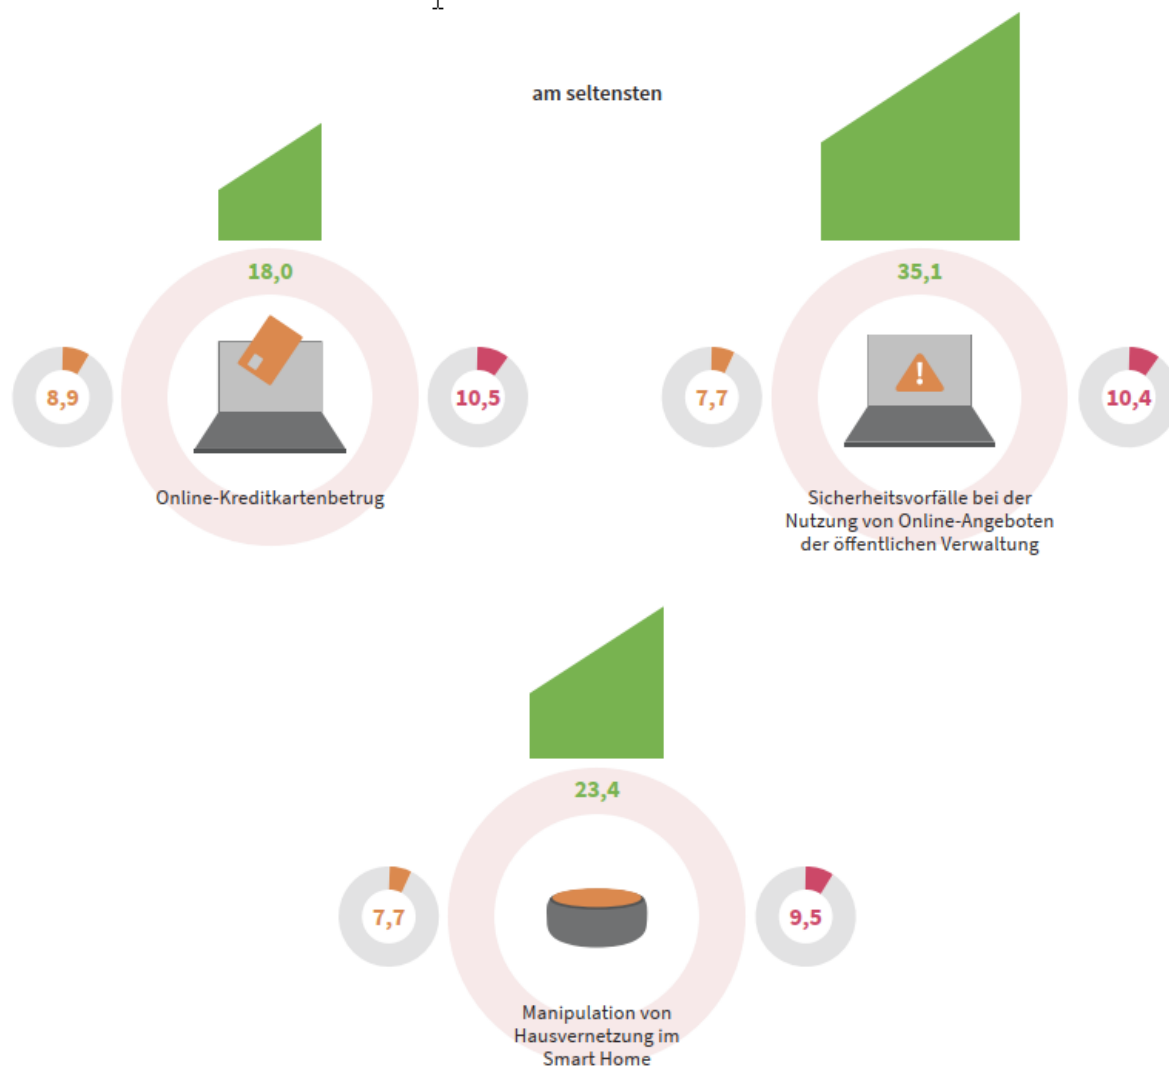 am seltensten
18,0
8,9
10,5
Online-Kreditkartenbetrug
35,1
7,7
!
10,4
Sicherheitsvorfälle bei der
Nutzung von Online-Angeboten
der öffentlichen Verwaltung
23,4
7,7
9,5
Manipulation von
Hausvernetzung im
Smart Home